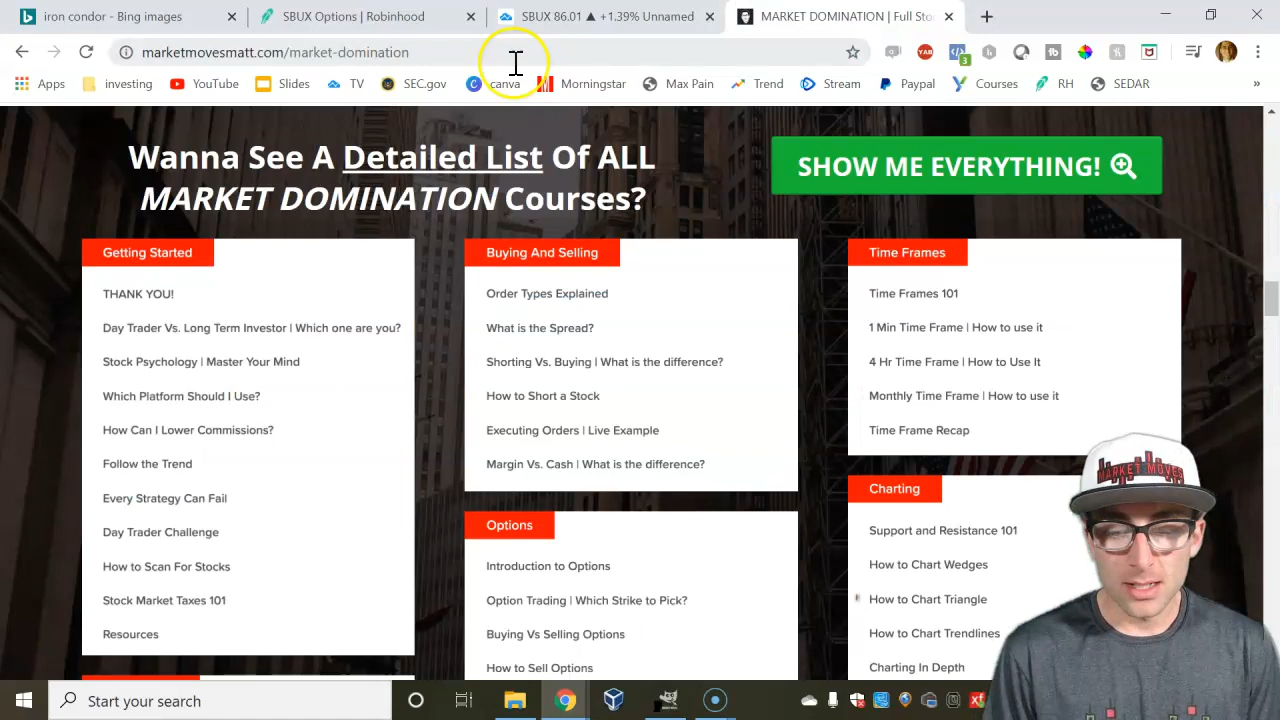 iron condor - Bing images
SBUX Options | Robinhood
SBUX 86.01 ▲ +1.39% Unnamed
MARKET DOMINATION | Full Sto
marketmovesmatt.com/market-domination
Apps
investing
YouTube
Slides
TV
SEC.gov
canva
Morningstar
Max Pain
Trend
Stream
Paypal
Courses
RH
SEDAR
Wanna See A Detailed List Of ALL
MARKET DOMINATION Courses?
SHOW ME EVERYTHING!
Getting Started
THANK YOU!
Day Trader Vs. Long Term Investor | Which one are you?
Stock Psychology | Master Your Mind
Which Platform Should I Use?
How Can I Lower Commissions?
Follow the Trend
Every Strategy Can Fail
Day Trader Challenge
How to Scan For Stocks
Stock Market Taxes 101
Resources
Buying And Selling
Order Types Explained
What is the Spread?
Shorting Vs. Buying | What is the difference?
How to Short a Stock
Executing Orders | Live Example
Margin Vs. Cash | What is the difference?
Options
Introduction to Options
Option Trading | Which Strike to Pick?
Buying Vs Selling Options
How to Sell Options
Time Frames
Time Frames 101
1 Min Time Frame | How to use it
4 Hr Time Frame | How to Use It
Monthly Time Frame | How to use it
Time Frame Recap
Charting
Support and Resistance 101
How to Chart Wedges
How to Chart Triangle
How to Chart Trendlines
Charting In Depth
MARKET MOVES
Start your search